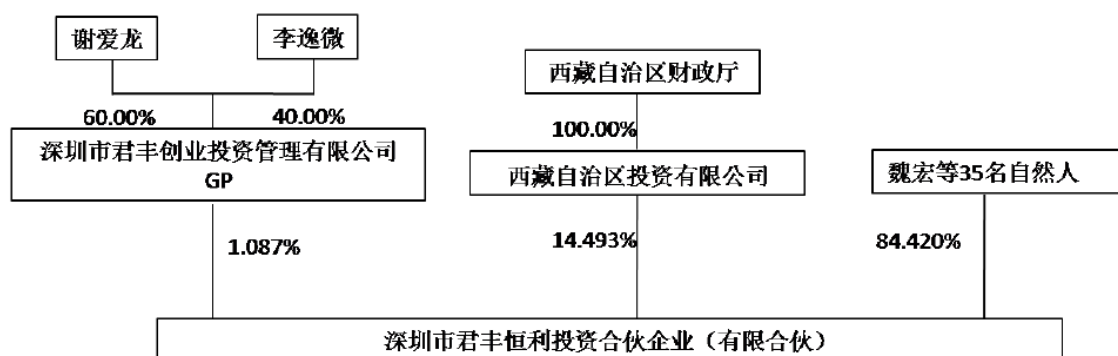 谢爱龙
李逸微
西藏自治区财政厅
60.00%
40.00%
100.00%
深圳市君丰创业投资管理有限公司
GP
西藏自治区投资有限公司
魏宏等35名自然人
1.087%
14.493%
84.420%
深圳市君丰恒利投资合伙企业（有限合伙）